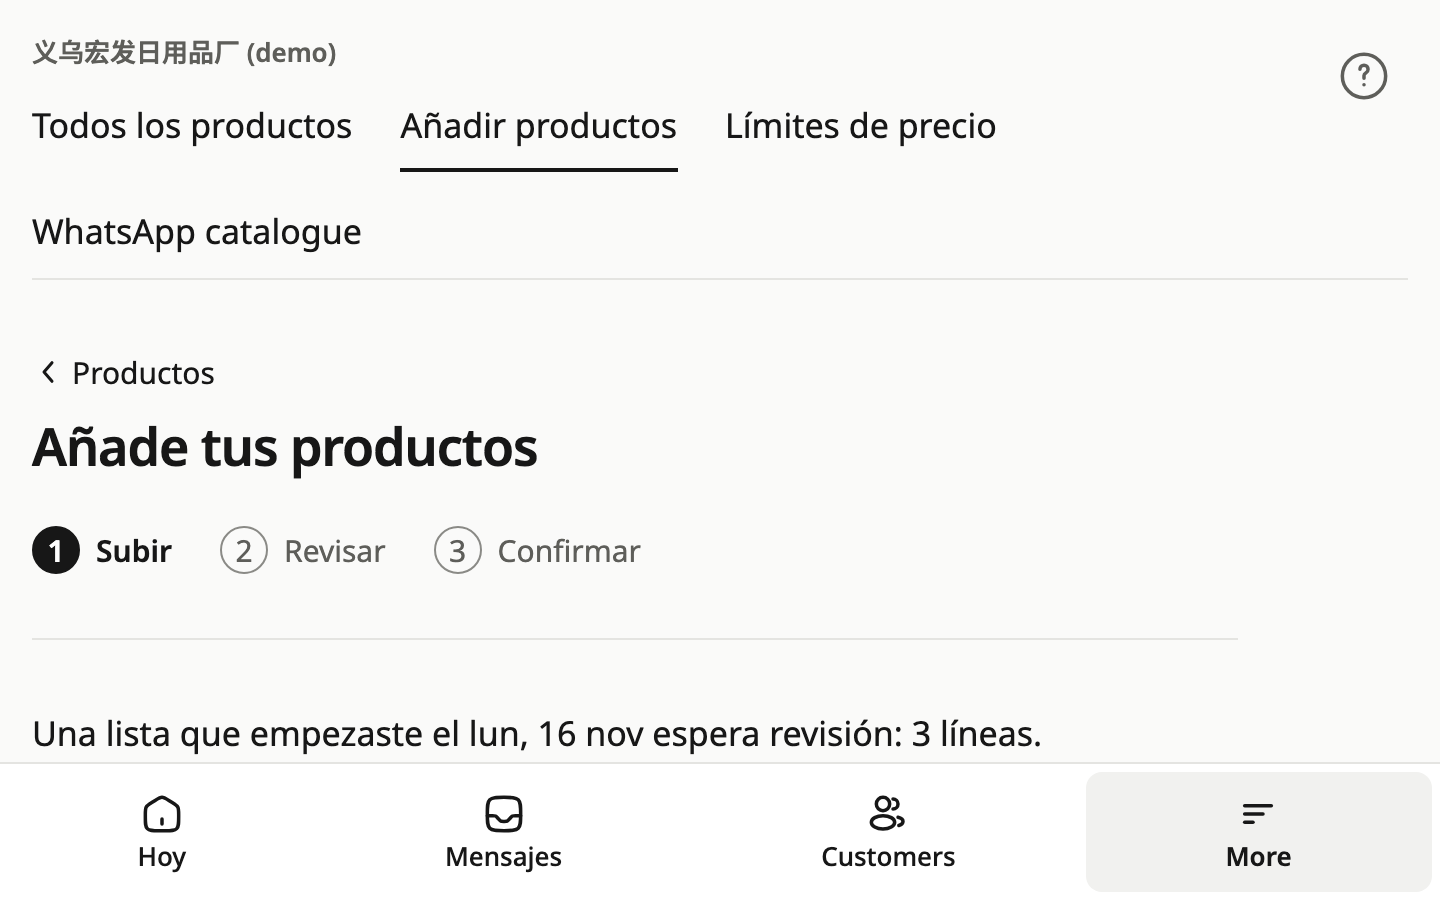 义乌宏发日用品厂 (demo)
Todos los productos
Añadir productos
Límites de precio
WhatsApp catalogue
Productos
Añade tus productos
1 Subir
2 Revisar
3 Confirmar
Una lista que empezaste el lun, 16 nov espera revisión: 3 líneas.
Hoy
Mensajes
Customers
More